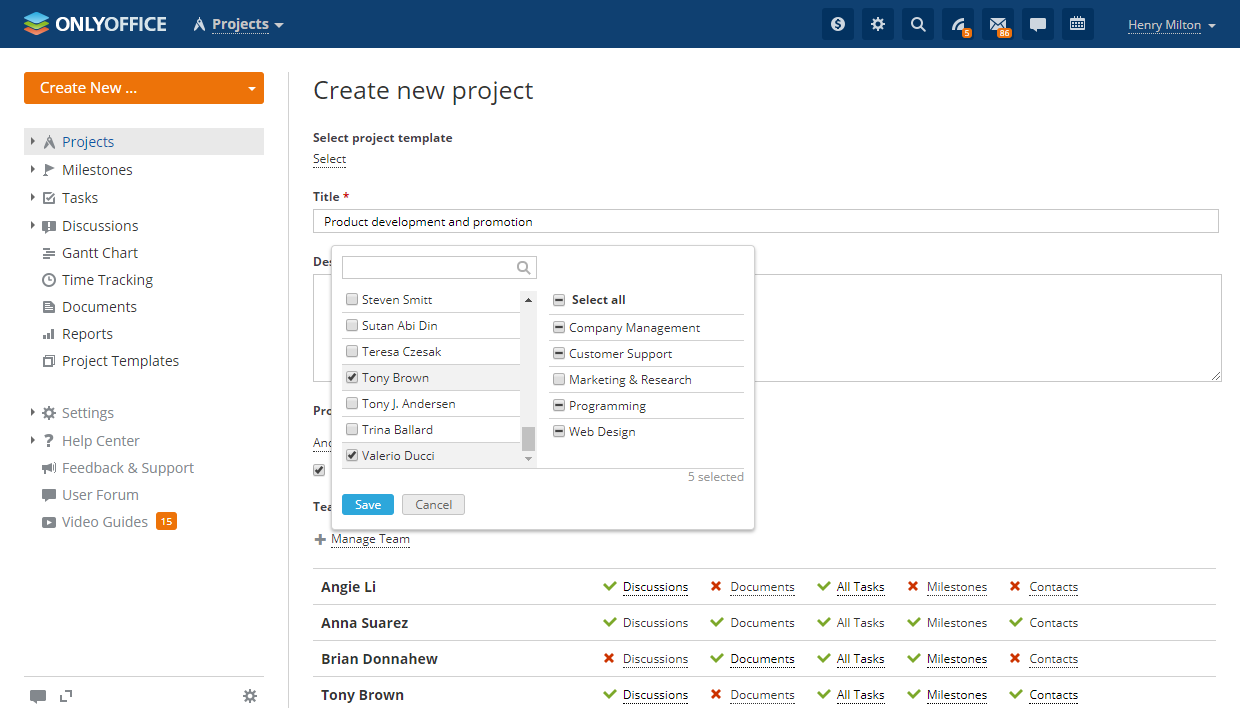 ONLYOFFICE Projects 5 86 Henry Milton
Create New ...
Projects
Milestones
Tasks
Discussions
Gantt Chart
Time Tracking
Documents
Reports
Project Templates
Settings
Help Center
Feedback & Support
User Forum
Video Guides 15
Create new project
Select project template
Select
Title *
Product development and promotion
Des
Steven Smitt
Sutan Abi Din
Teresa Czesak
Tony Brown
Tony J. Andersen
Trina Ballard
Valerio Ducci
Select all
Company Management
Customer Support
Marketing & Research
Programming
Web Design
5 selected
Save Cancel
Pro
And
Tea
Manage Team
Angie Li Discussions Documents All Tasks Milestones Contacts
Anna Suarez Discussions Documents All Tasks Milestones Contacts
Brian Donnahew Discussions Documents All Tasks Milestones Contacts
Tony Brown Discussions Documents All Tasks Milestones Contacts